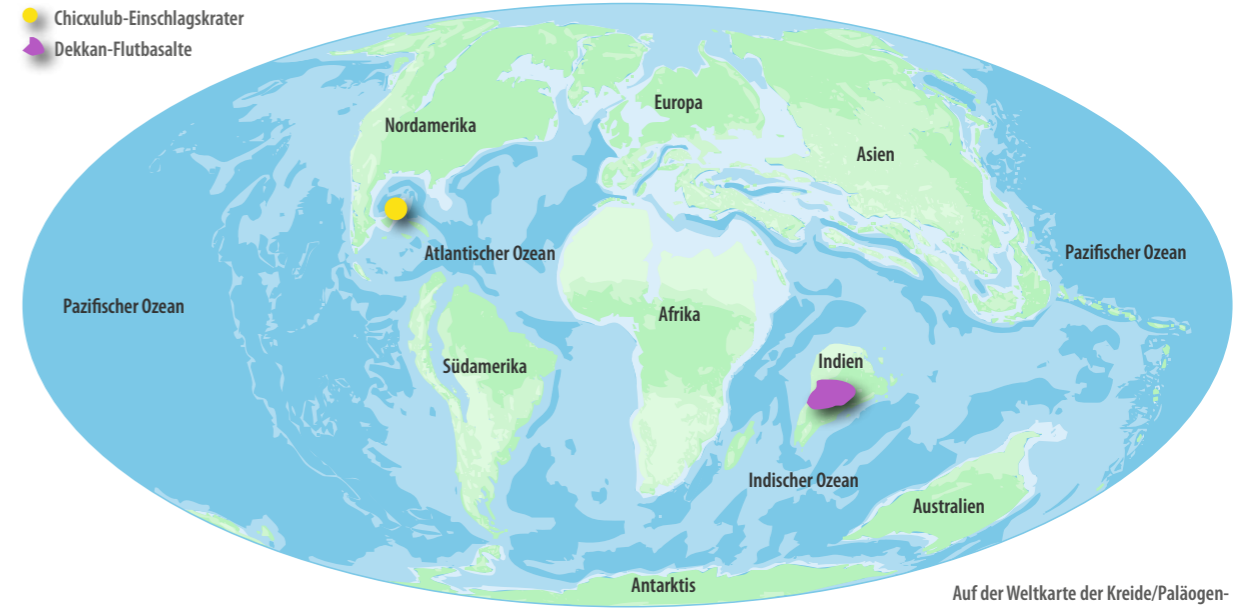 Chicxulub-Einschlagskrater
Dekkan-Flutbasalte
Europa
Nordamerika
Asien
Atlantischer Ozean
Pazifischer Ozean
Pazifischer Ozean
Afrika
Südamerika
Indien
Indischer Ozean
Australien
Antarktis
Auf der Weltkarte der Kreide/Paläogen-